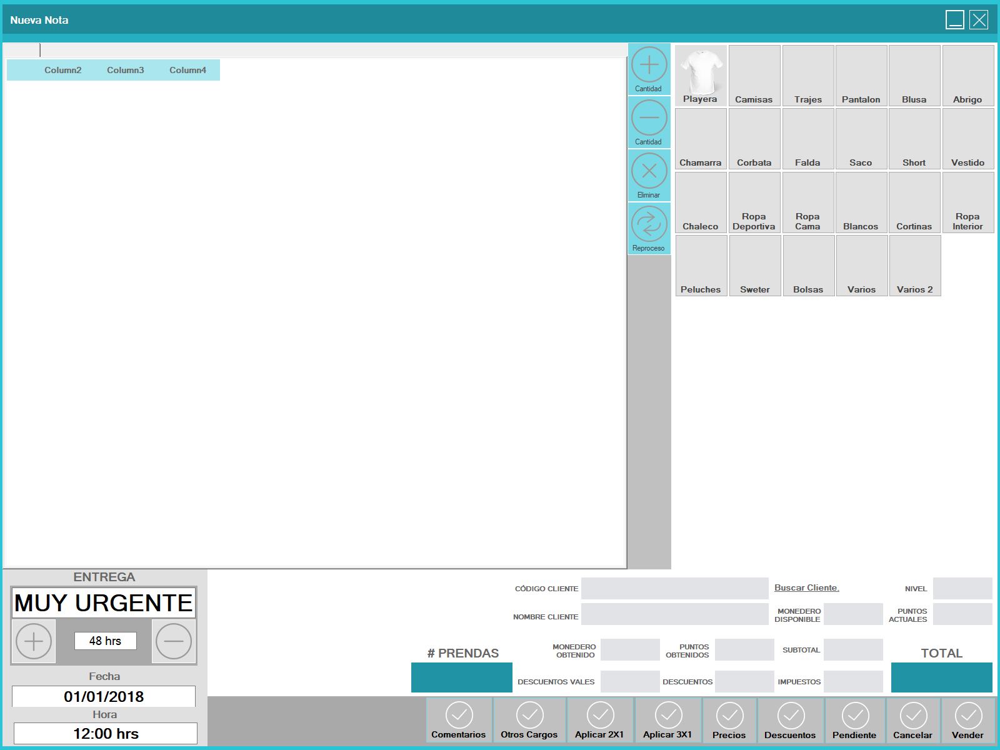 Nueva Nota
Column2 Column3 Column4
Cantidad
Cantidad
Eliminar
Reproceso
Playera Camisas Trajes Pantalon Blusa Abrigo
Chamarra Corbata Falda Saco Short Vestido
Chaleco Ropa Deportiva Ropa Cama Blancos Cortinas Ropa Interior
Peluches Sweter Bolsas Varios Varios 2
ENTREGA
MUY URGENTE
48 hrs
Fecha
01/01/2018
Hora
12:00 hrs
CÓDIGO CLIENTE Buscar Cliente. NIVEL
NOMBRE CLIENTE MONEDERO DISPONIBLE PUNTOS ACTUALES
# PRENDAS MONEDERO OBTENIDO PUNTOS OBTENIDOS SUBTOTAL TOTAL
DESCUENTOS VALES DESCUENTOS IMPUESTOS
Comentarios Otros Cargos Aplicar 2X1 Aplicar 3X1 Precios Descuentos Pendiente Cancelar Vender